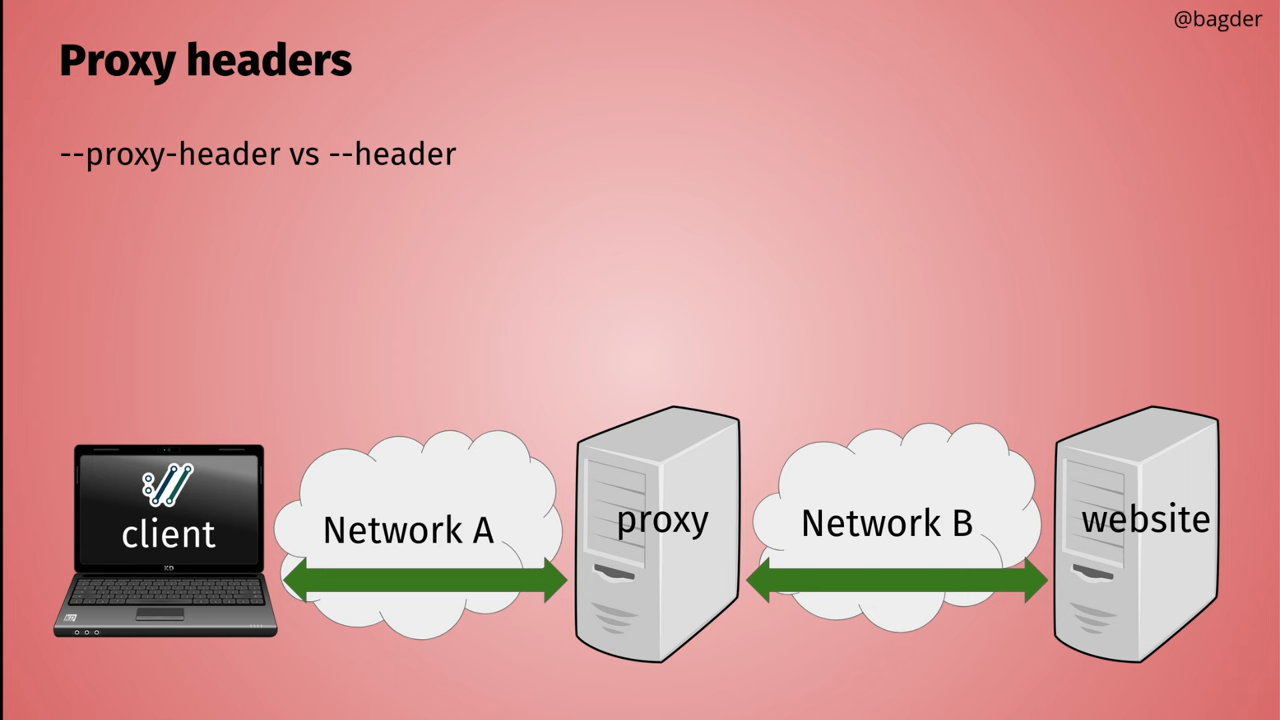 @bagder
Proxy headers
--proxy-header vs --header
client
Network A
proxy
Network B
website